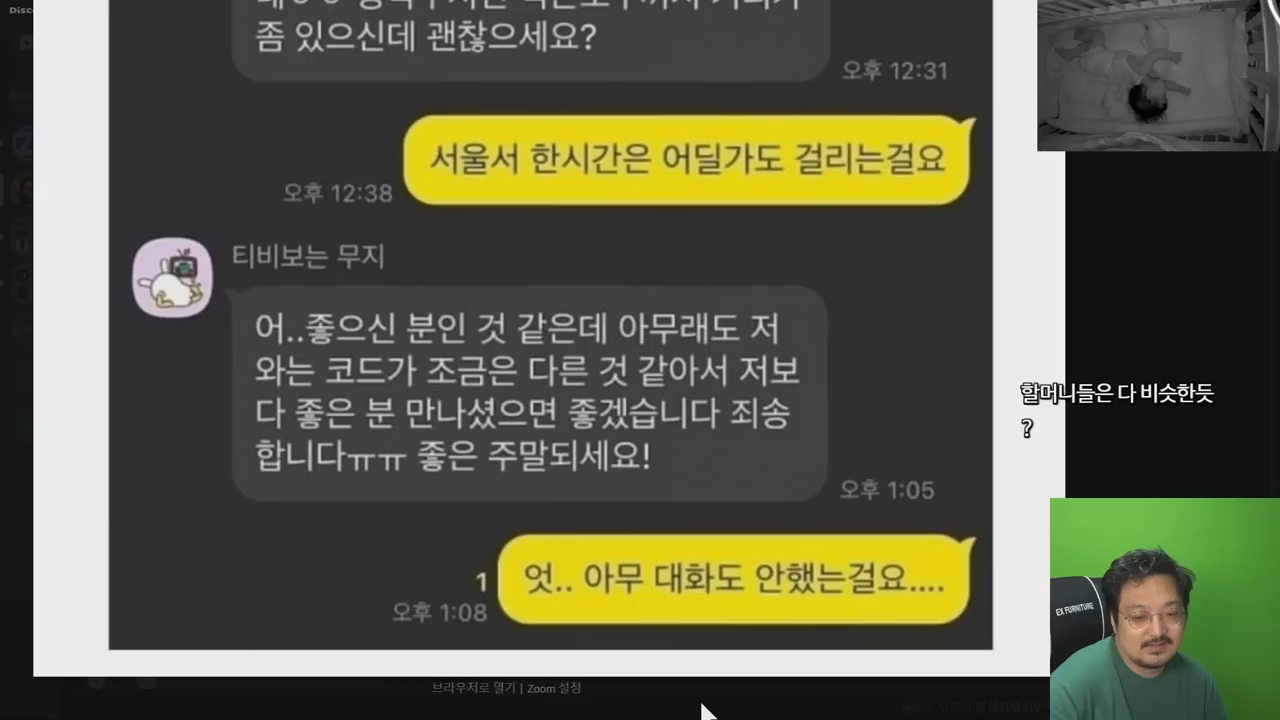 Disc
좀 있으신데 괜찮으세요?
오후 12:31
서울서 한시간은 어딜가도 걸리는걸요
오후 12:38
티비보는 무지
어..좋으신 분인 것 같은데 아무래도 저
와는 코드가 조금은 다른 것 같아서 저보
다 좋은 분 만나셨으면 좋겠습니다 죄송
합니다ㅠㅠ 좋은 주말되세요!
오후 1:05
1
엇.. 아무 대화도 안했는걸요....
오후 1:08
할머니들은 다 비슷한듯
?
EX FURNITURE
브라우저로 열기 | Zoom 설정